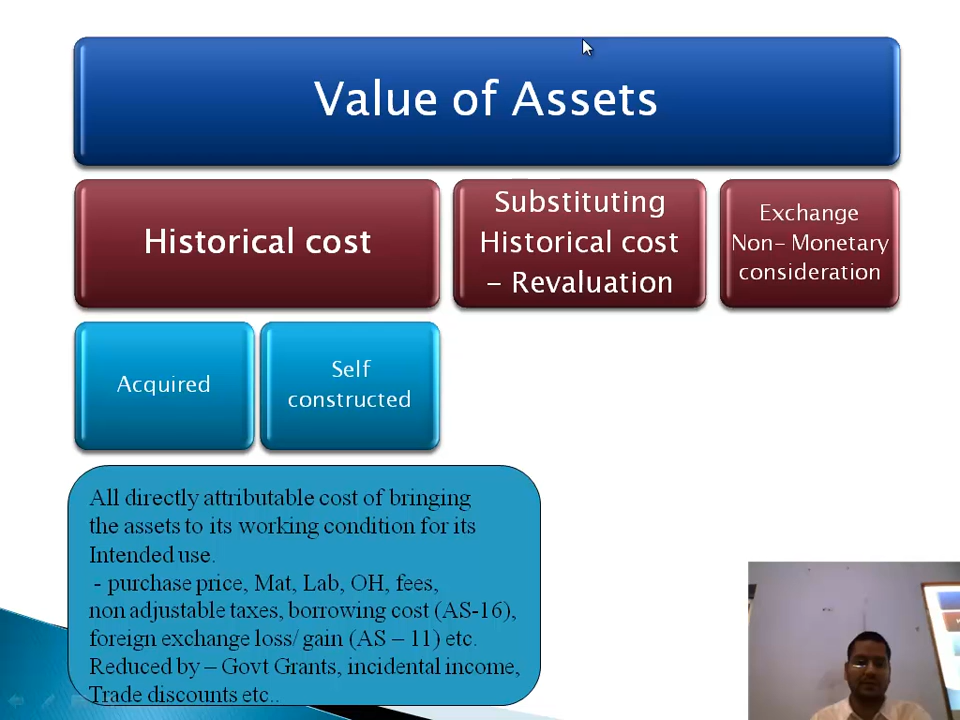 Value of Assets
Historical cost
Substituting
Historical cost
- Revaluation
Exchange
Non- Monetary
consideration
Acquired
Self
constructed
All directly attributable cost of bringing
the assets to its working condition for its
Intended use.
- purchase price, Mat, Lab, OH, fees,
non adjustable taxes, borrowing cost (AS-16),
foreign exchange loss/ gain (AS – 11) etc.
Reduced by – Govt Grants, incidental income,
Trade discounts etc..